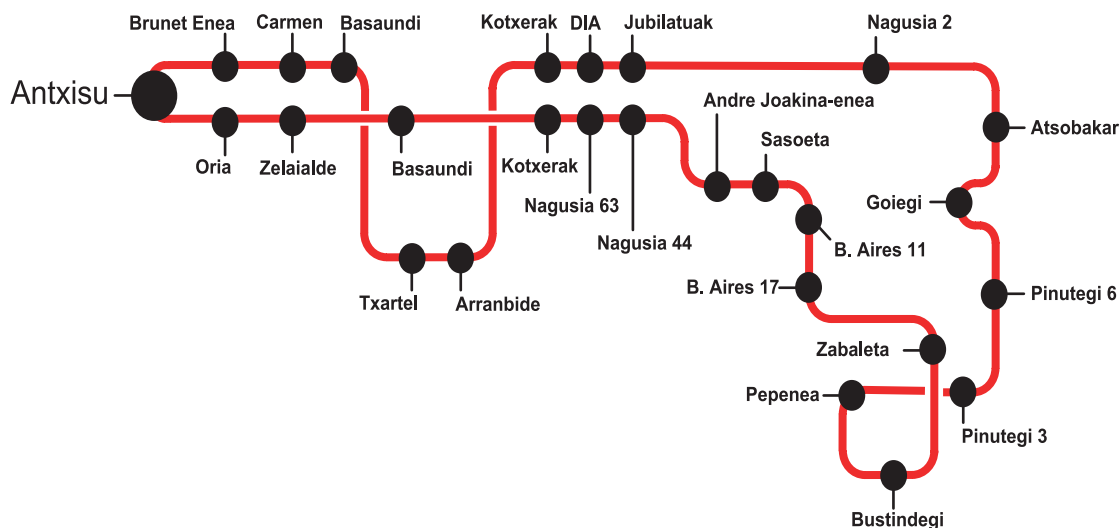 Brunet Enea
Carmen
Basaundi
Kotxerak
DIA
Jubilatuak
Nagusia 2
Antxisu
Andre Joakina-enea
Atsobakar
Sasoeta
Oria
Zelaialde
Basaundi
Kotxerak
Nagusia 63
Nagusia 44
Goiegi
B. Aires 11
B. Aires 17
Txartel
Arranbide
Pinutegi 6
Zabaleta
Pepenea
Pinutegi 3
Bustindegi